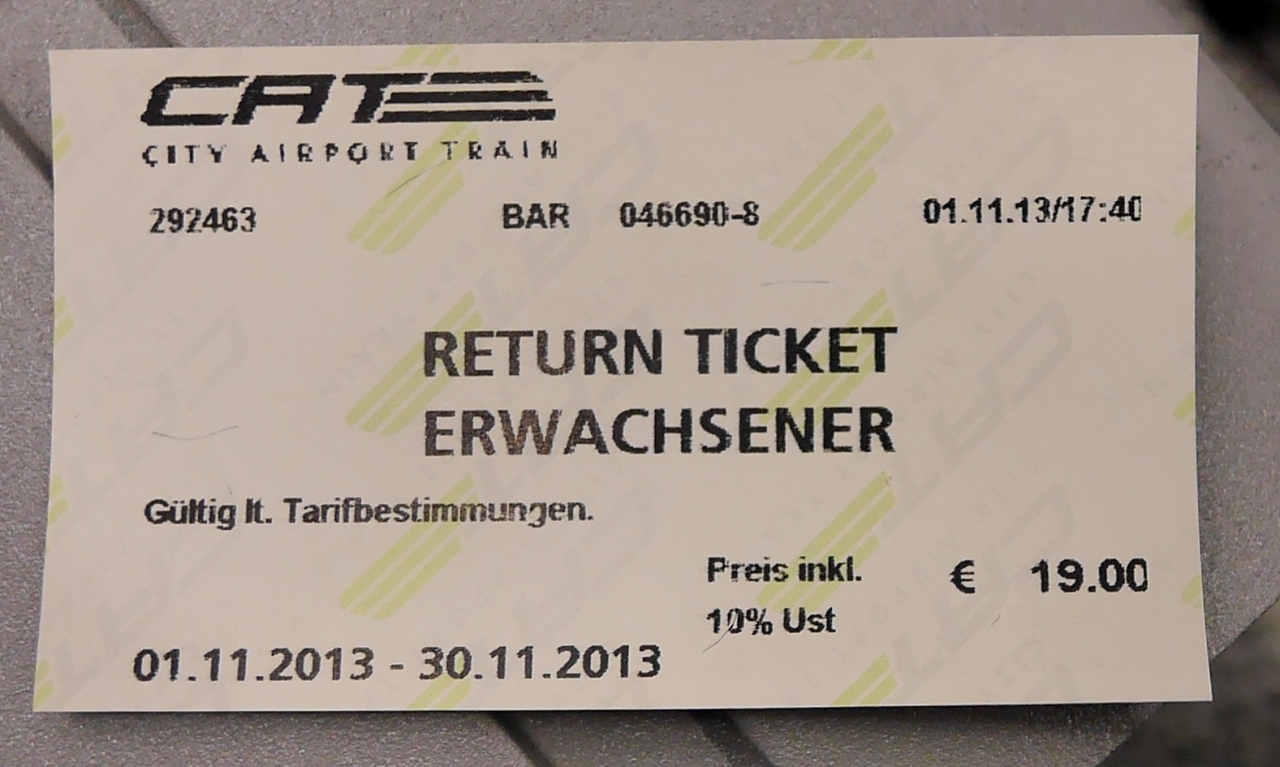 CAT
CITY AIRPORT TRAIN
292463 BAR 046690-8 01.11.13/17:40
RETURN TICKET
ERWACHSENER
Gültig lt. Tarifbestimmungen.
Preis inkl. € 19.00
10% Ust
01.11.2013 - 30.11.2013